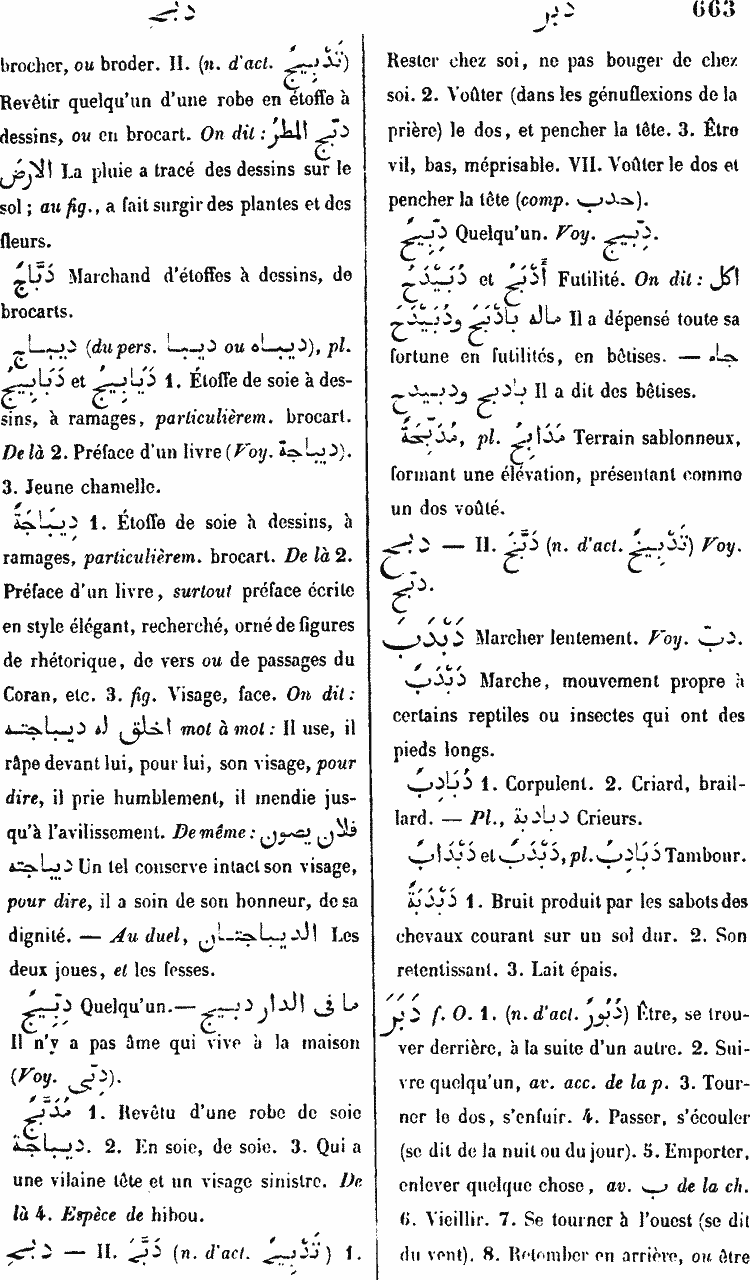 دبج
دبر
663
brocher, ou broder. II. (n. d'act. تَدْبِيجٌ)
Revêtir quelqu'un d'une robe en étoffe à
dessins, ou en brocart. On dit : دبّج المطرُ
الارضَ La pluie a tracé des dessins sur le
sol ; au fig., a fait surgir des plantes et des
fleurs.
دَبَّاجٌ Marchand d'étoffes à dessins, de
brocarts.
ديباج (du pers. ديبا ou ديباه), pl.
دَيَابِيجُ et دَبَابِيجُ 1. Étoffe de soie à des-
sins, à ramages, particulièrem. brocart.
De là 2. Préface d'un livre (Voy. ديباجة).
3. Jeune chamelle.
دِيبَاجَةٌ 1. Étoffe de soie à dessins, à
ramages, particulièrem. brocart. De là 2.
Préface d'un livre, surtout préface écrite
en style élégant, recherché, orné de figures
de rhétorique, de vers ou de passages du
Coran, etc. 3. fig. Visage, face. On dit :
اخلق له ديباجته mot à mot : Il use, il
râpe devant lui, pour lui, son visage, pour
dire, il prie humblement, il mendie jus-
qu'à l'avilissement. De même : فلان يصون
ديباجته Un tel conserve intact son visage,
pour dire, il a soin de son honneur, de sa
dignité. — Au duel, الديباجتان Les
deux joues, et les fesses.
دِبِّيجٌ Quelqu'un. — ما فى الدار دبيج
Il n'y a pas âme qui vive à la maison
(Voy. دبّى).
مُدَبَّجٌ 1. Revêtu d'une robe de soie
ديباجة. 2. En soie, de soie. 3. Qui a
une vilaine tête et un visage sinistre. De
là 4. Espèce de hibou.
دبح — II. دَبَّحَ (n. d'act. تَدْبِيحٌ) 1.
Rester chez soi, ne pas bouger de chez
soi. 2. Voûter (dans les génuflexions de la
prière) le dos, et pencher la tête. 3. Être
vil, bas, méprisable. VII. Voûter le dos et
pencher la tête (comp. حدب).
دِبِّيحٌ Quelqu'un. Voy. دِبِّيج.
دُبَيْدَح et أَدْبَح Futilité. On dit : اكل
ماله بِأَدْبَحَ ودُبَيْدَحَ Il a dépensé toute sa
fortune en futilités, en bêtises. — جاء
بادبح ودبيدح Il a dit des bêtises.
مُدَبِّحَةٌ, pl. مَدَابِحُ Terrain sablonneux,
formant une élévation, présentant comme
un dos voûté.
دبخ — II. دَبَّخَ (n. d'act. تَدْبِيخٌ) Voy.
دبّح.
دَبْدَبَ Marcher lentement. Voy. دبّ.
دَبْدَبٌ Marche, mouvement propre à
certains reptiles ou insectes qui ont des
pieds longs.
دُبَادِبٌ 1. Corpulent. 2. Criard, brail-
lard. — Pl., دبادبة Crieurs.
دَبْدَابٌ et دَبْدَبٌ, pl. دَبَادِبُ Tambour.
دَبْدَبَةٌ 1. Bruit produit par les sabots des
chevaux courant sur un sol dur. 2. Son
retentissant. 3. Lait épais.
دَبَرَ f. O. 1. (n. d'act. دُبُورٌ) Être, se trou-
ver derrière, à la suite d'un autre. 2. Sui-
vre quelqu'un, av. acc. de la p. 3. Tour-
ner le dos, s'enfuir. 4. Passer, s'écouler
(se dit de la nuit ou du jour). 5. Emporter,
enlever quelque chose, av. ب de la ch.
6. Vieillir. 7. Se tourner à l'ouest (se dit
du vent). 8. Retomber en arrière, ou être